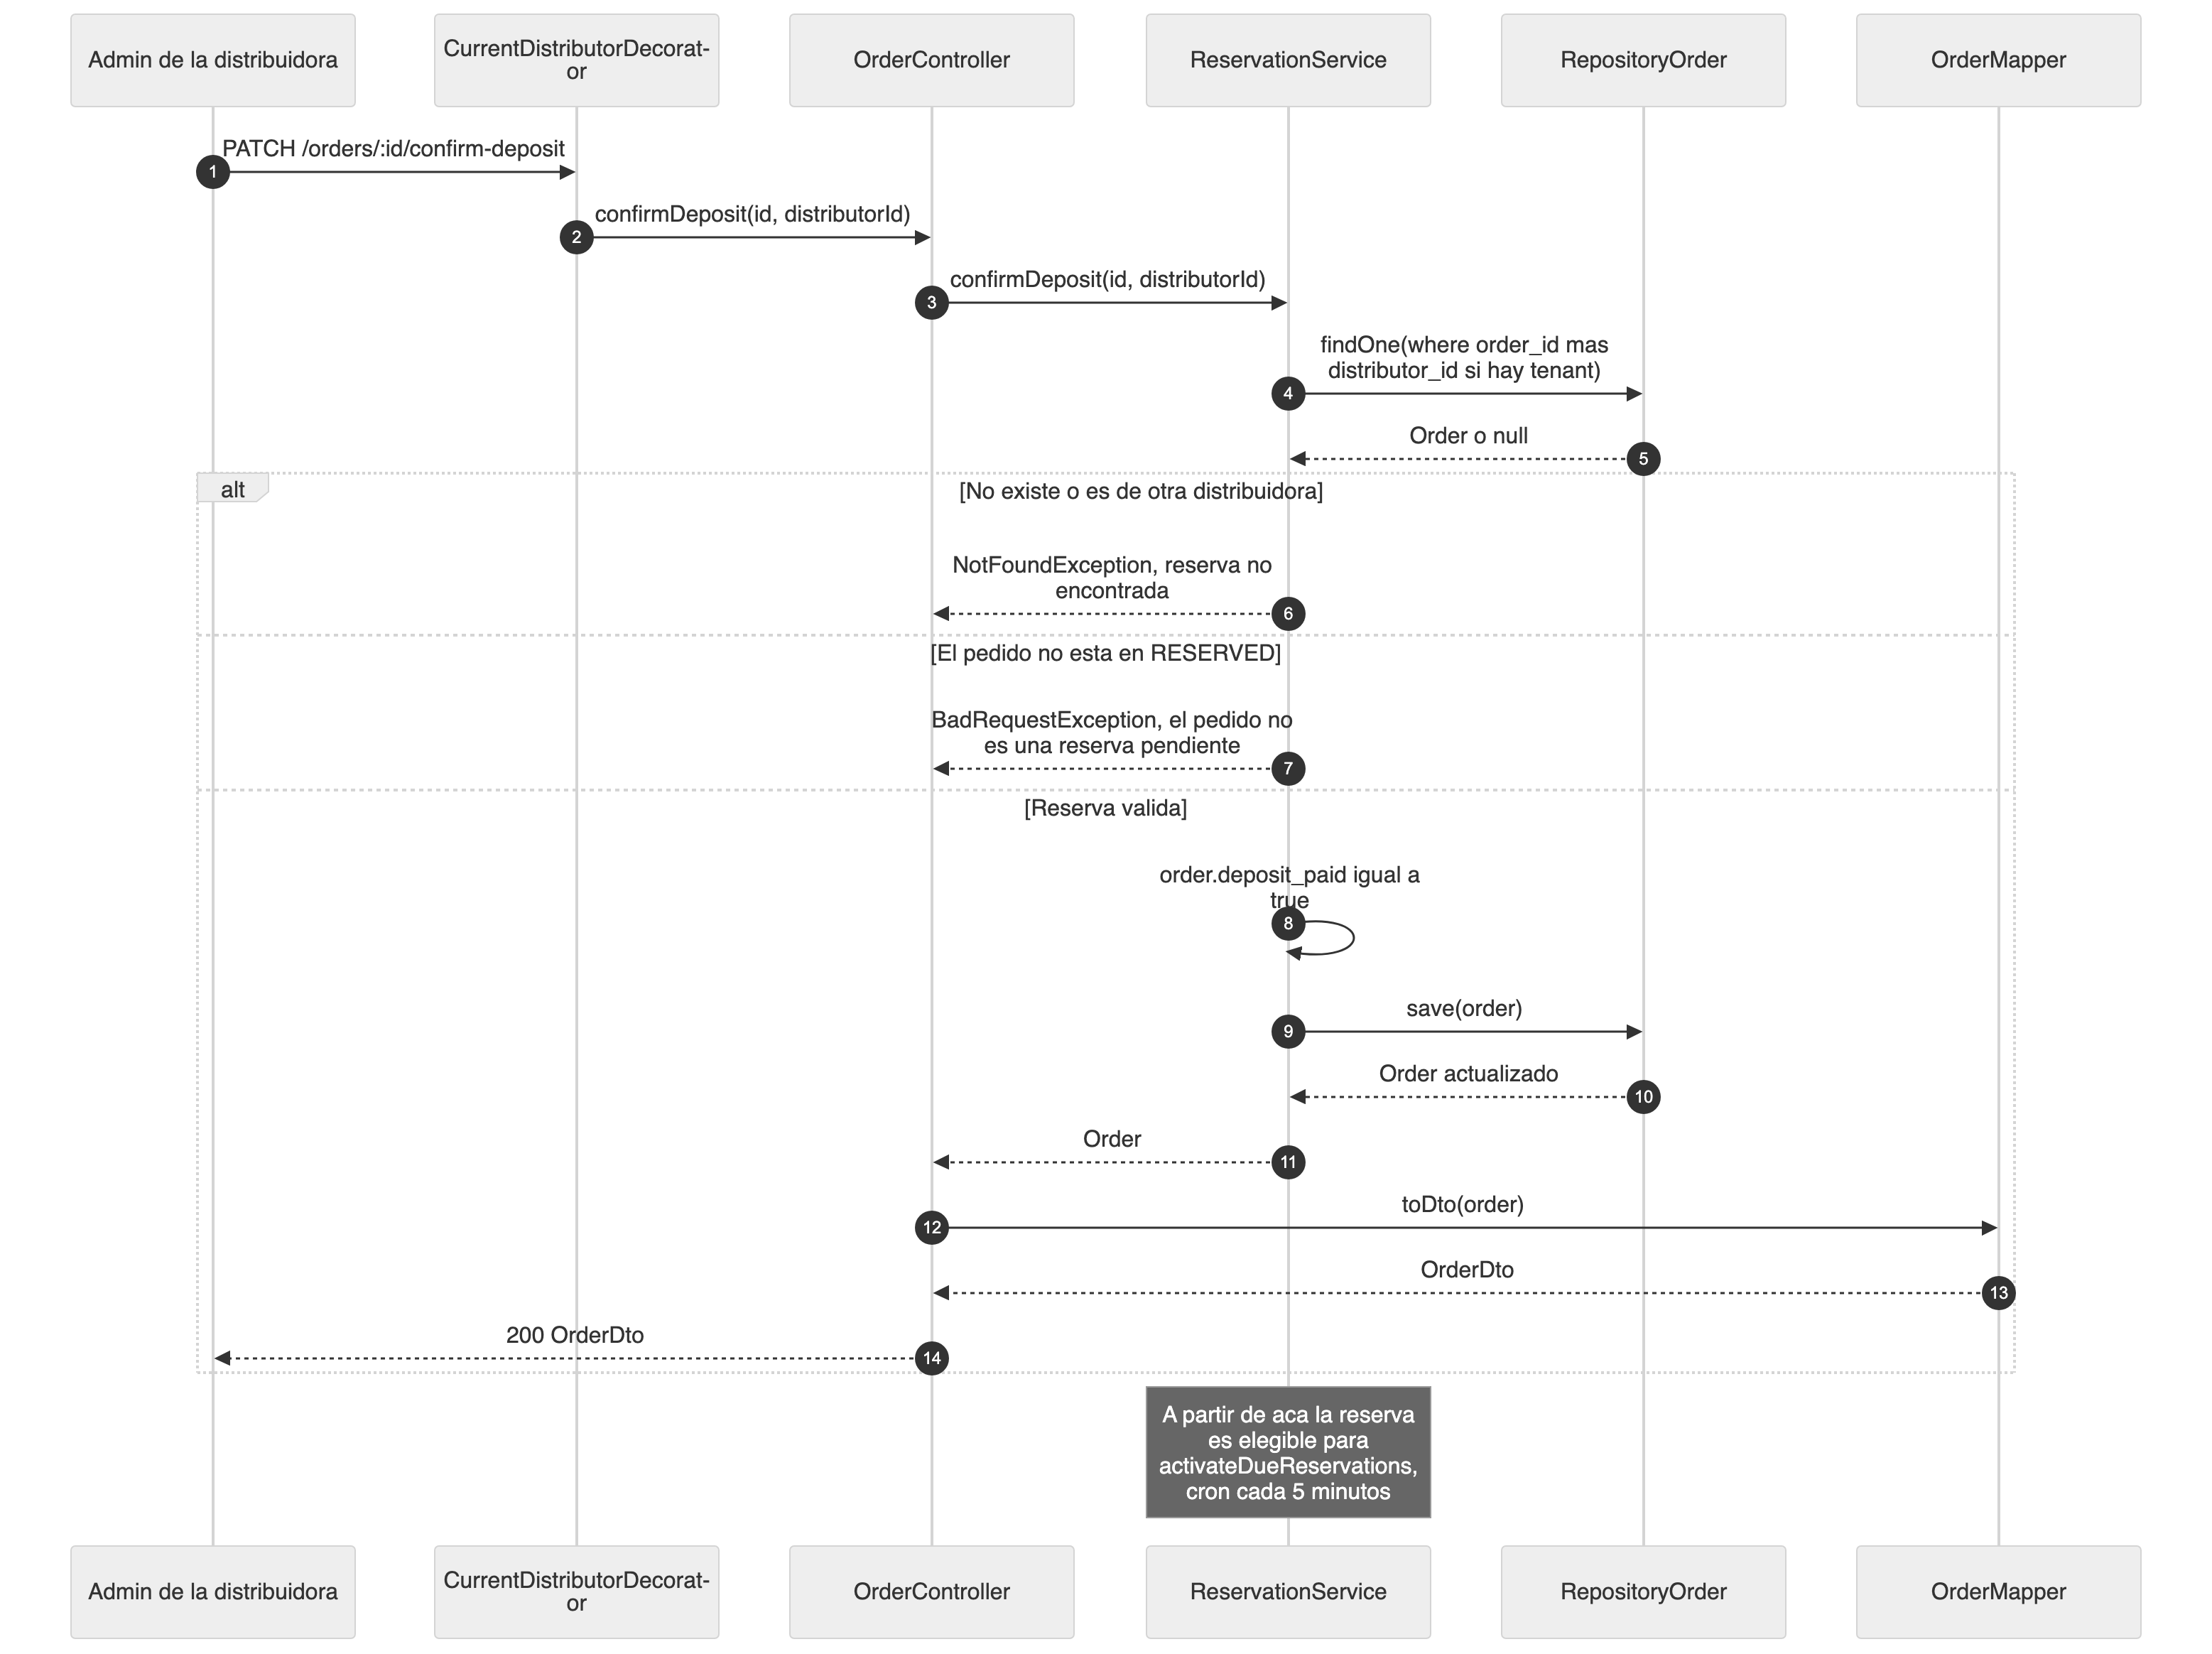 Admin de la distribuidora
CurrentDistributorDecorat-
or
OrderController
ReservationService
RepositoryOrder
OrderMapper
PATCH /orders/:id/confirm-deposit
1
confirmDeposit(id, distributorId)
2
confirmDeposit(id, distributorId)
3
findOne(where order_id mas
distributor_id si hay tenant)
4
Order o null
5
alt
[No existe o es de otra distribuidora]
NotFoundException, reserva no
encontrada
6
[El pedido no esta en RESERVED]
BadRequestException, el pedido no
es una reserva pendiente
7
[Reserva valida]
order.deposit_paid igual a
true
8
save(order)
9
Order actualizado
10
Order
11
toDto(order)
12
OrderDto
13
200 OrderDto
14
A partir de aca la reserva
es elegible para
activateDueReservations,
cron cada 5 minutos
Admin de la distribuidora
CurrentDistributorDecorat-
or
OrderController
ReservationService
RepositoryOrder
OrderMapper